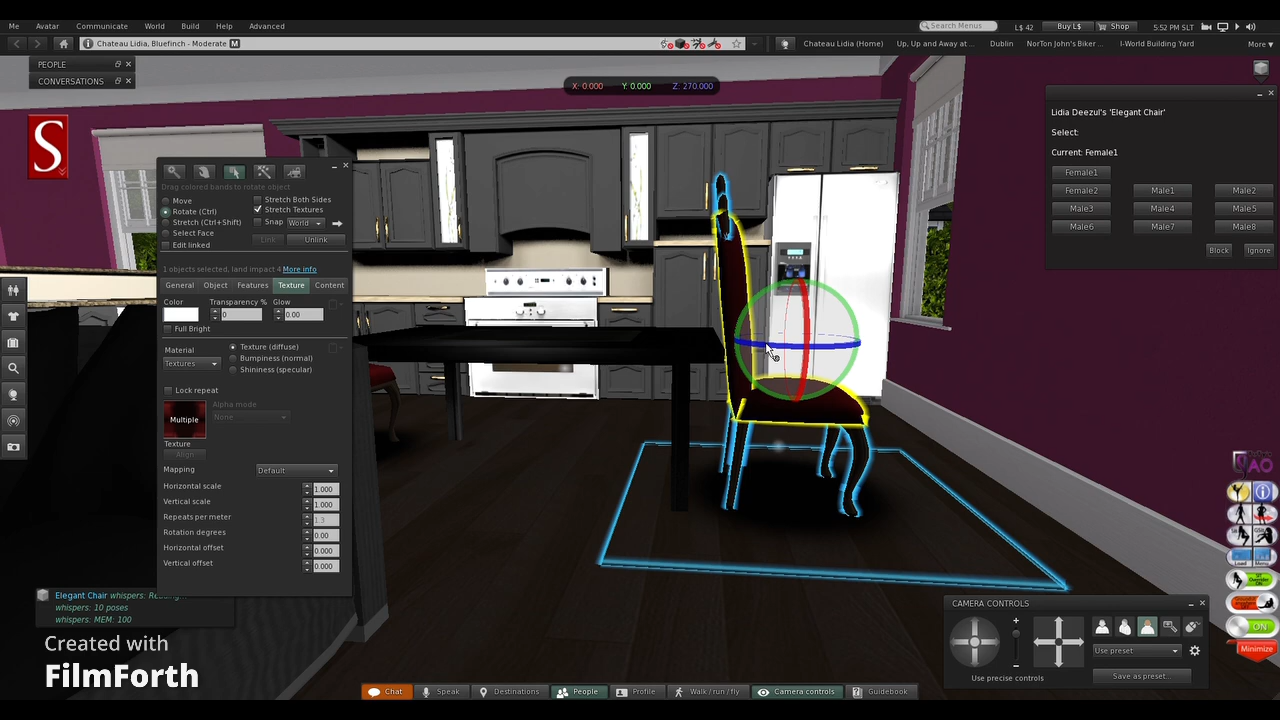 Me Avatar Communicate World Build Help Advanced
Search Menus
L$ 42 Buy L$ Shop 5:52 PM SLT
Chateau Lidia, Bluefinch - Moderate M
Chateau Lidia (Home) Up, Up and Away at ... Dublin NorTon John's Biker ... I-World Building Yard More
PEOPLE
CONVERSATIONS
X: 0.000 Y: 0.000 Z: 270.000
S
Drag colored bands to rotate object
Move
Rotate (Ctrl)
Stretch (Ctrl+Shift)
Select Face
Edit linked
Stretch Both Sides
Stretch Textures
Snap World
Link Unlink
1 objects selected, land impact 4 More info
General Object Features Texture Content
Color Transparency % Glow
0 0.00
Full Bright
Material
Textures
Texture (diffuse)
Bumpiness (normal)
Shininess (specular)
Lock repeat
Multiple
Alpha mode
None
Texture
Align
Mapping Default
Horizontal scale 1.000
Vertical scale 1.000
Repeats per meter 1.3
Rotation degrees 0.00
Horizontal offset 0.000
Vertical offset 0.000
Lidia Deezul's 'Elegant Chair'
Select:
Current: Female1
Female1
Female2 Male1 Male2
Male3 Male4 Male5
Male6 Male7 Male8
Block Ignore
AO
Load Menu
ON
Minimize
Elegant Chair whispers:
whispers: 10 poses
whispers: MEM: 100
Created with
FilmForth
CAMERA CONTROLS
Use preset
Use precise controls
Save as preset...
Chat Speak Destinations People Profile Walk / run / fly Camera controls Guidebook